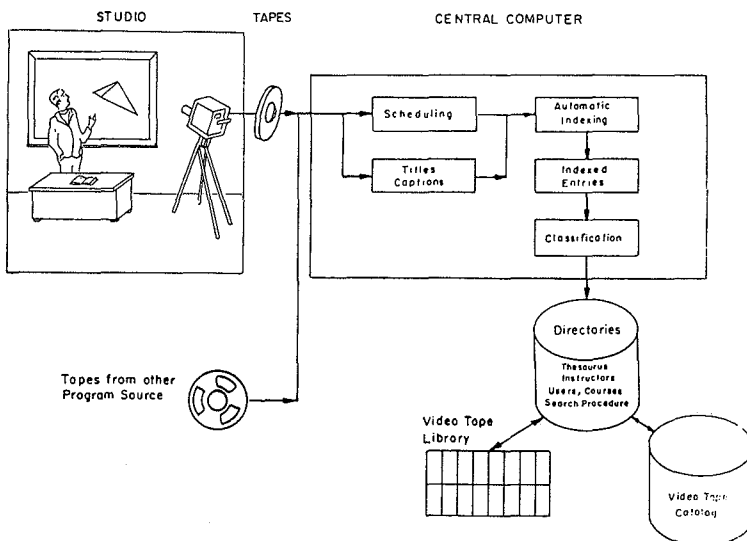 STUDIO
TAPES
CENTRAL COMPUTER
Scheduling
Automatic
Indexing
Titles
Captions
Indexed
Entries
Classification
Directories
Thesaurus
Instructors
Users, Courses
Search Procedure
Tapes from other
Program Source
Video Tape
Library
Video Tape
Catalog